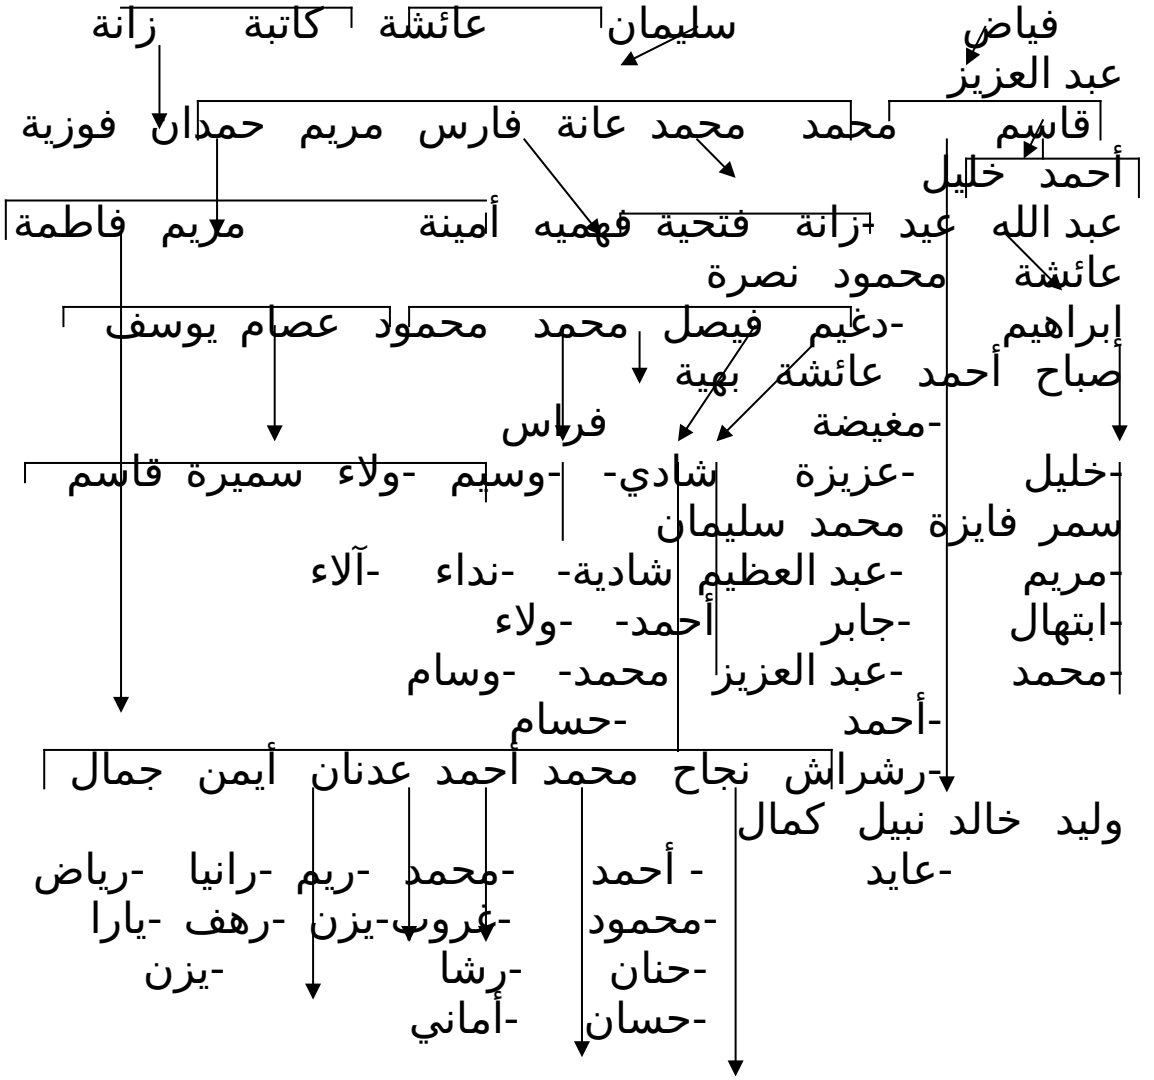 فياض سليمان عائشة كاتبة زانة
عبد العزيز
قاسم محمد محمد عانة فارس مريم حمدان فوزية
أحمد خليل
عبد الله عيد -زانة فتحية فهميه أمينة مريم فاطمة
عائشة محمود نصرة
إبراهيم -دغيم فيصل محمد محمود عصام يوسف
صباح أحمد عائشة بهية
-مغيضة فراس
-خليل -عزيزة شادي- -وسيم -ولاء سميرة قاسم
سمر فايزة محمد سليمان
-مريم -عبد العظيم شادية- -نداء -آلاء
-ابتهال -جابر أحمد- -ولاء
-محمد -عبد العزيز محمد- -وسام
-أحمد -حسام
-رشراش نجاح محمد أحمد عدنان أيمن جمال
وليد خالد نبيل كمال
-عايد - أحمد -محمد -ريم -رانيا -رياض
-محمود -غروب -يزن -رهف -يارا
-حنان -رشا -يزن
-حسان -أماني